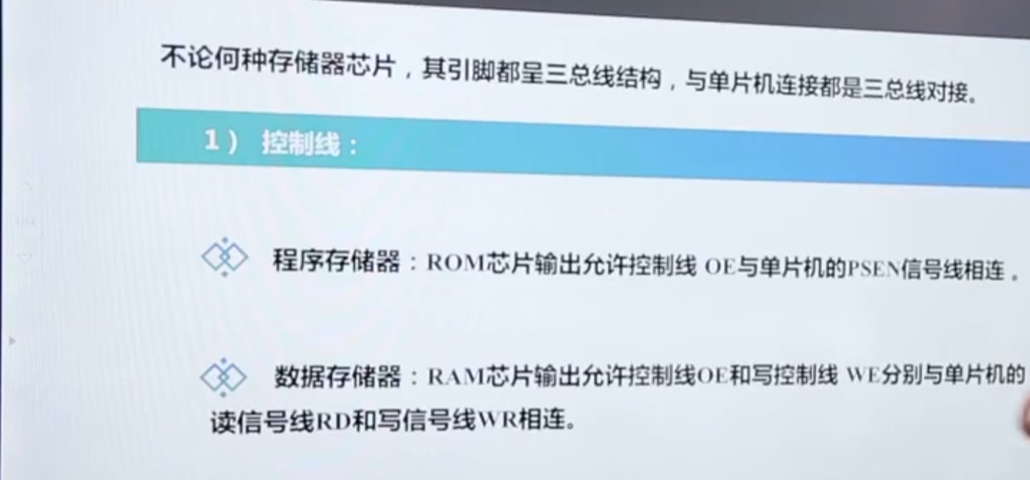 不论何种存储器芯片，其引脚都呈三总线结构，与单片机连接都是三总线对接。
1） 控制线：
程序存储器：ROM芯片输出允许控制线 OE与单片机的PSEN信号线相连 。
数据存储器：RAM芯片输出允许控制线OE和写控制线 WE分别与单片机的
读信号线RD和写信号线WR相连。